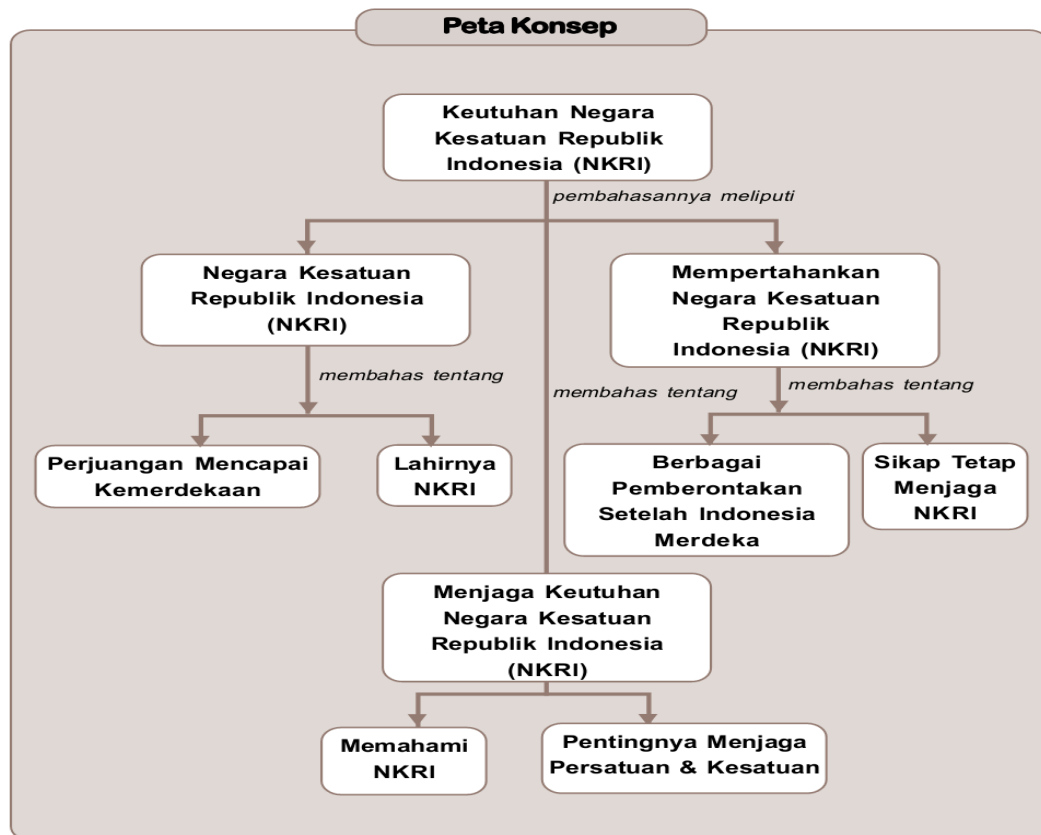 Peta Konsep
Keutuhan Negara
Kesatuan Republik
Indonesia (NKRI)
pembahasannya meliputi
Negara Kesatuan
Republik Indonesia
(NKRI)
Mempertahankan
Negara Kesatuan
Republik
Indonesia (NKRI)
membahas tentang
membahas tentang
membahas tentang
Perjuangan Mencapai
Kemerdekaan
Lahirnya
NKRI
Berbagai
Pemberontakan
Setelah Indonesia
Merdeka
Sikap Tetap
Menjaga
NKRI
Menjaga Keutuhan
Negara Kesatuan
Republik Indonesia
(NKRI)
Memahami
NKRI
Pentingnya Menjaga
Persatuan & Kesatuan